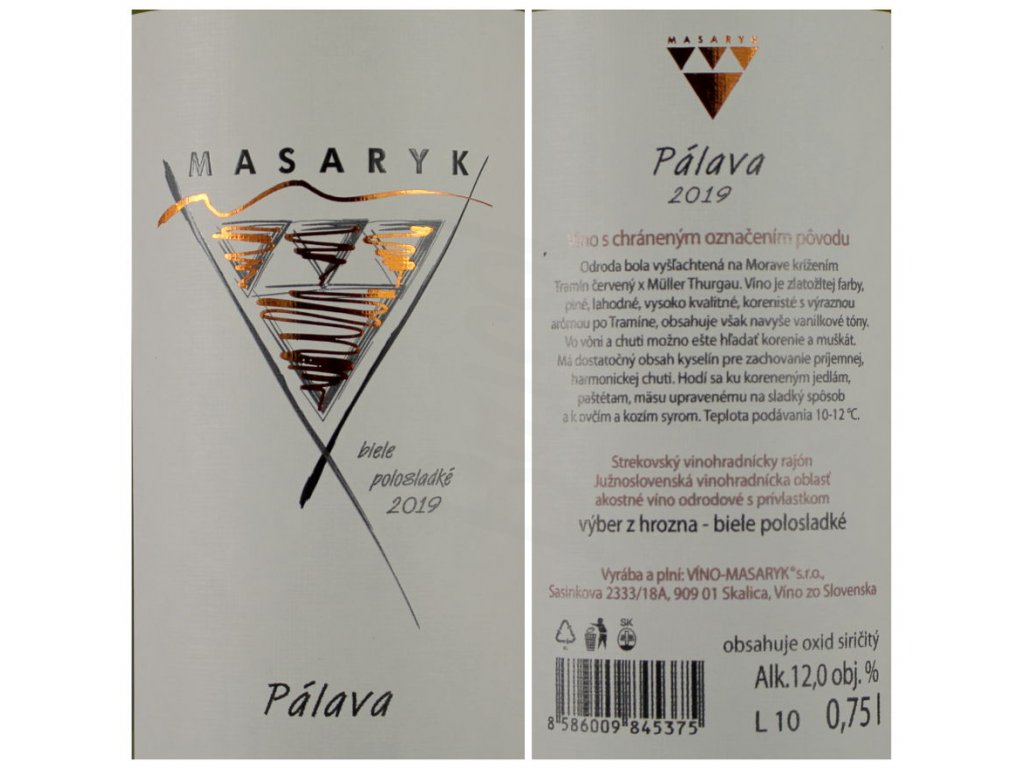 MASARYK
biele
polosladké
2019
Pálava
MASARYK
Pálava
2019
Víno s chráneným označením pôvodu
Odroda bola vyšľachtená na Morave krížením
Tramín červený x Müller Thurgau. Víno je zlatožltej farby,
plné, lahodné, vysoko kvalitné, korenisté s výraznou
arómou po Tramíne, obsahuje však navyše vanilkové tóny.
Vo vôni a chuti možno ešte hľadať korenie a muškát.
Má dostatočný obsah kyselín pre zachovanie príjemnej,
harmonickej chuti. Hodí sa ku koreneným jedlám,
paštétam, mäsu upravenému na sladký spôsob
a k ovčím a kozím syrom. Teplota podávania 10-12 °C.
Strekovský vinohradnícky rajón
Južnoslovenská vinohradnícka oblasť
akostné víno odrodové s prívlastkom
výber z hrozna - biele polosladké
Vyrába a plní: VÍNO-MASARYK® s.r.o.,
Sasinkova 2333/18A, 909 01 Skalica, Víno zo Slovenska
SK
obsahuje oxid siričitý
Alk.12,0 obj. %
L 10 0,75 l
8 586009 845375